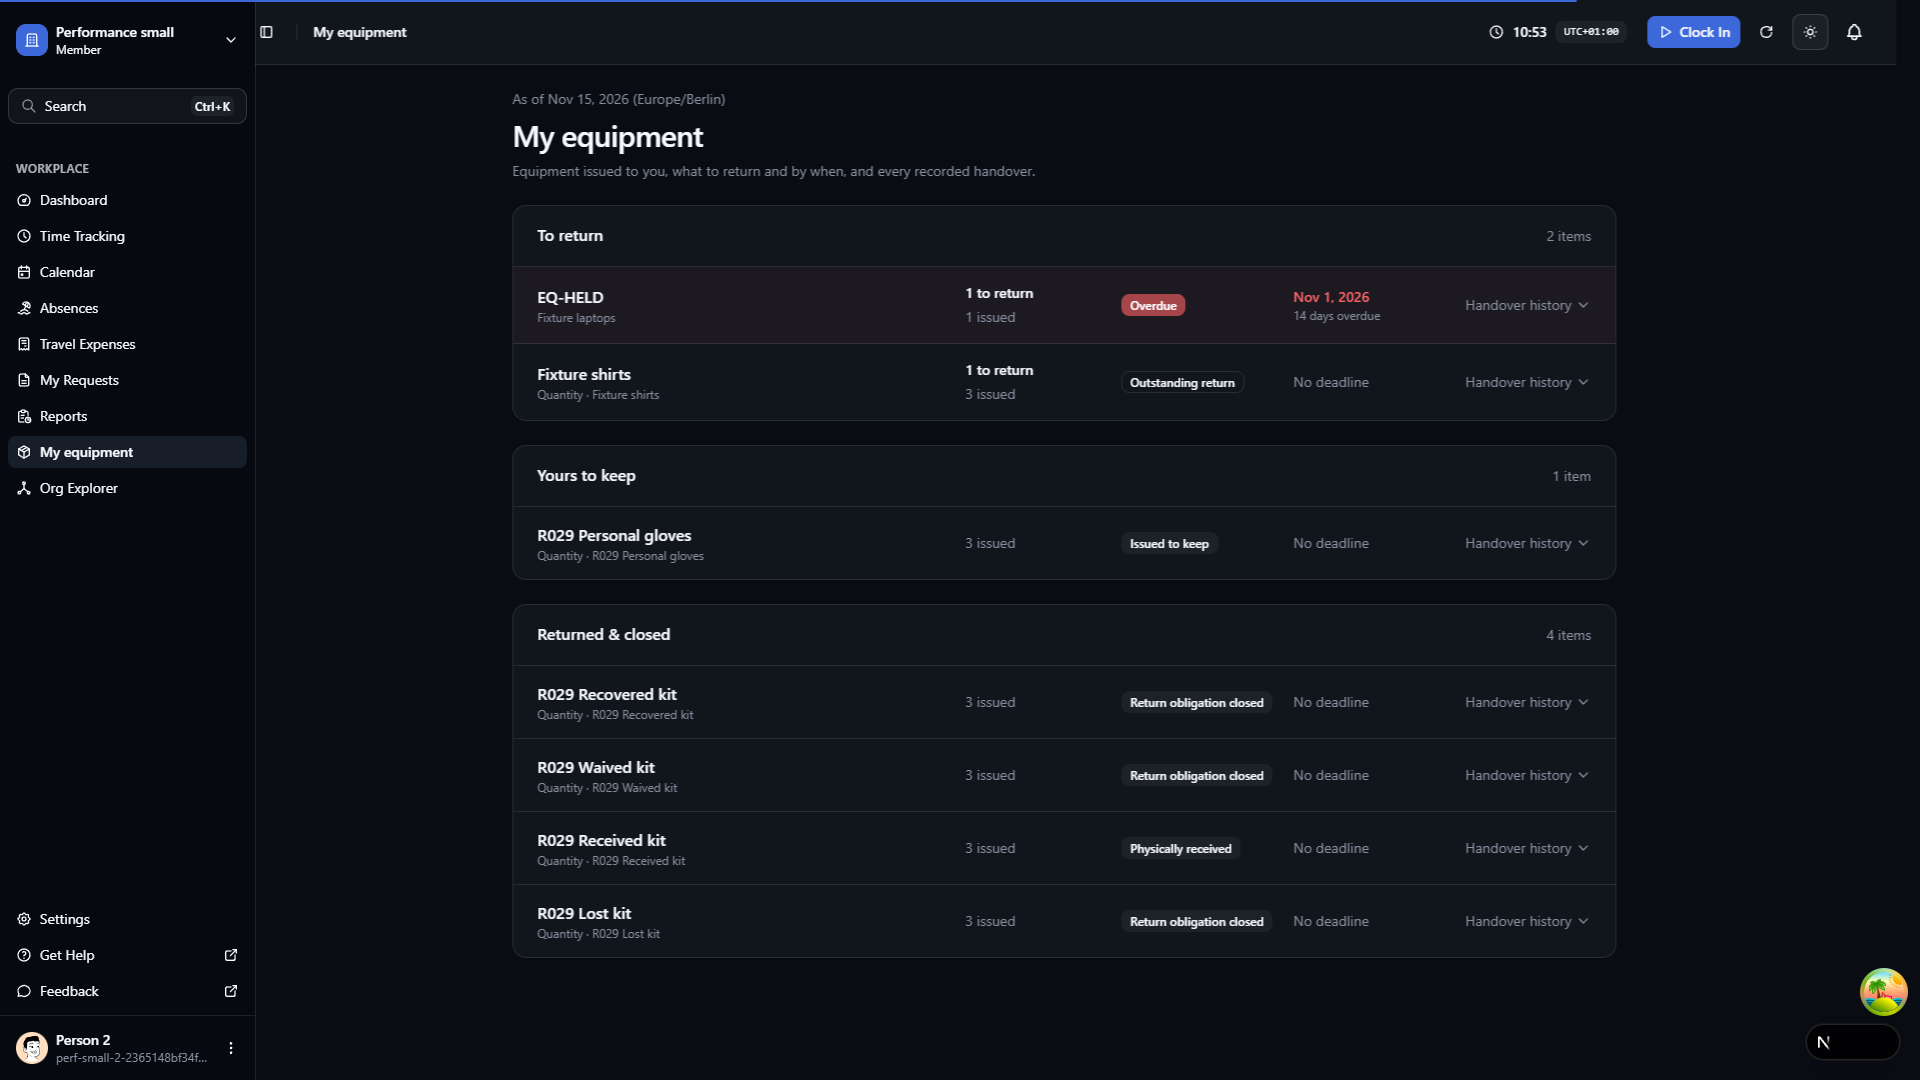 Performance small
Member
Search
Ctrl+K
WORKPLACE
Dashboard
Time Tracking
Calendar
Absences
Travel Expenses
My Requests
Reports
My equipment
Org Explorer
Settings
Get Help
Feedback
Person 2
perf-small-2-2365148bf34f...
My equipment
10:53
UTC+01:00
Clock In
As of Nov 15, 2026 (Europe/Berlin)
My equipment
Equipment issued to you, what to return and by when, and every recorded handover.
To return
2 items
EQ-HELD
Fixture laptops
1 to return
1 issued
Overdue
Nov 1, 2026
14 days overdue
Handover history
Fixture shirts
Quantity · Fixture shirts
1 to return
3 issued
Outstanding return
No deadline
Handover history
Yours to keep
1 item
R029 Personal gloves
Quantity · R029 Personal gloves
3 issued
Issued to keep
No deadline
Handover history
Returned & closed
4 items
R029 Recovered kit
Quantity · R029 Recovered kit
3 issued
Return obligation closed
No deadline
Handover history
R029 Waived kit
Quantity · R029 Waived kit
3 issued
Return obligation closed
No deadline
Handover history
R029 Received kit
Quantity · R029 Received kit
3 issued
Physically received
No deadline
Handover history
R029 Lost kit
Quantity · R029 Lost kit
3 issued
Return obligation closed
No deadline
Handover history
N